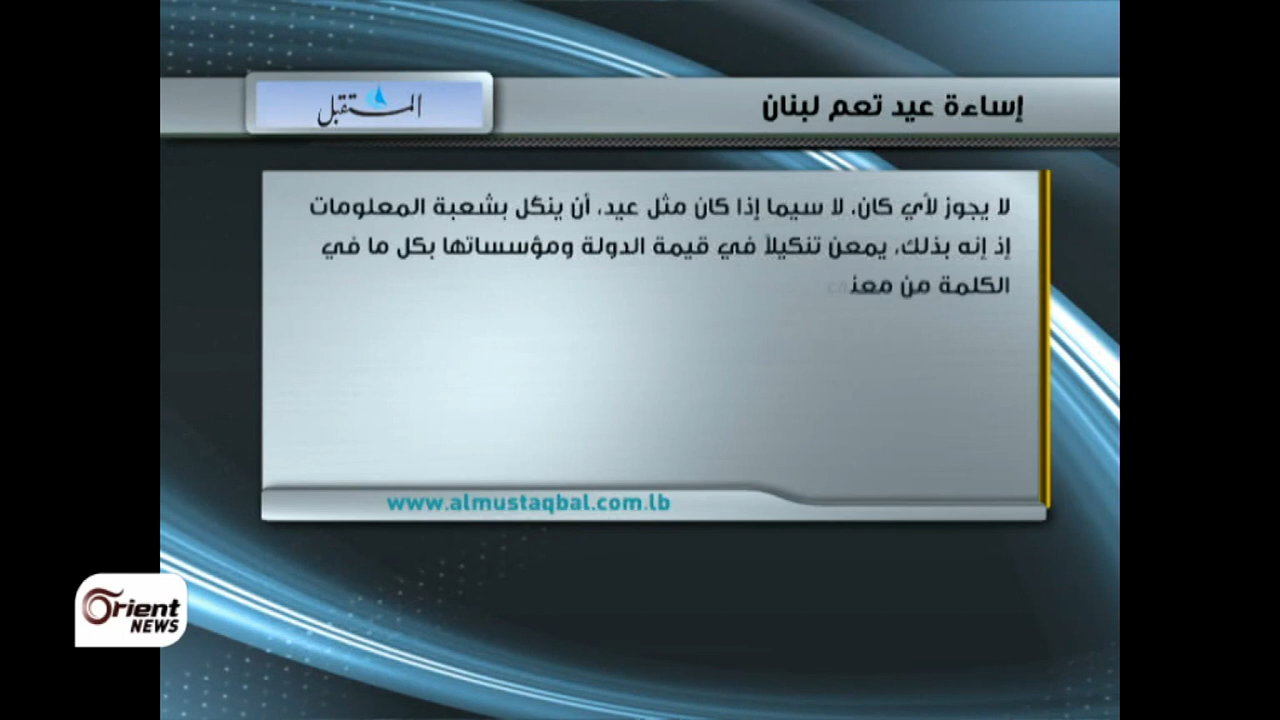 إساءة عيد تعم لبنان
المستقبل
لا يجوز لأي كان، لا سيما إذا كان مثل عيد، أن ينكّل بشعبة المعلومات
إذ إنه بذلك، يمعن تنكيلاً في قيمة الدولة ومؤسساتها بكل ما في
الكلمة من معنى
www.almustaqbal.com.lb
Orient
NEWS